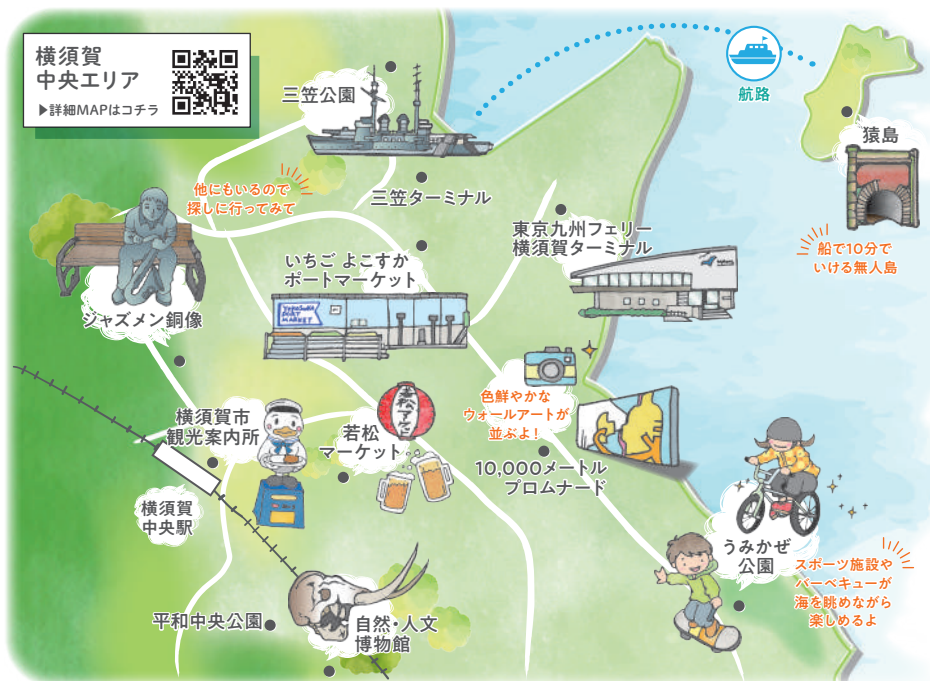 横須賀
中央エリア
▶詳細MAPはコチラ
三笠公園
航路
猿島
船で10分で
いける無人島
他にもいるので
探しに行ってみて
三笠ターミナル
東京九州フェリー
横須賀ターミナル
いちご よこすか
ポートマーケット
YOKOSUKA
PORT
MARKET
ジャズメン銅像
色鮮やかな
ウォールアートが
並ぶよ!
横須賀市
観光案内所
若松
マーケット
若松マーケット
10,000メートル
プロムナード
横須賀
中央駅
うみかぜ
公園
スポーツ施設や
バーベキューが
海を眺めながら
楽しめるよ
平和中央公園
自然・人文
博物館